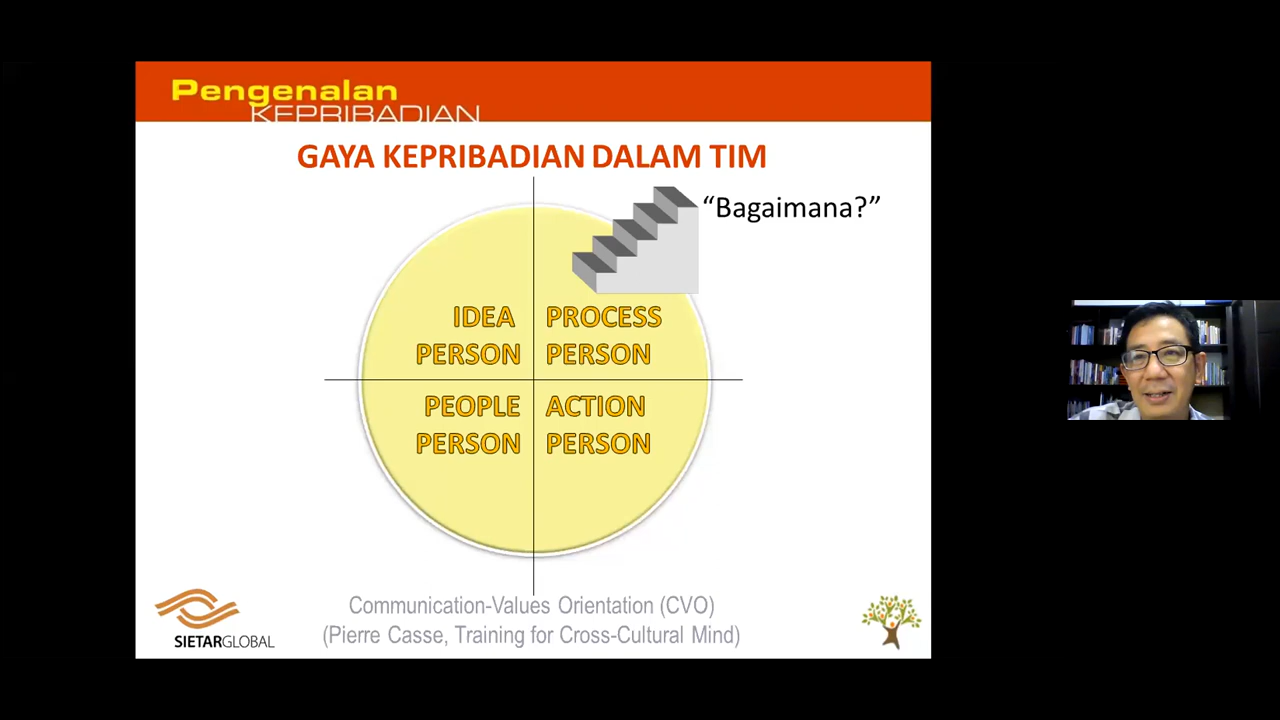 Pengenalan
KEPRIBADIAN
GAYA KEPRIBADIAN DALAM TIM
“Bagaimana?”
IDEA
PERSON
PROCESS
PERSON
PEOPLE
PERSON
ACTION
PERSON
Communication-Values Orientation (CVO)
(Pierre Casse, Training for Cross-Cultural Mind)
SIETARGLOBAL